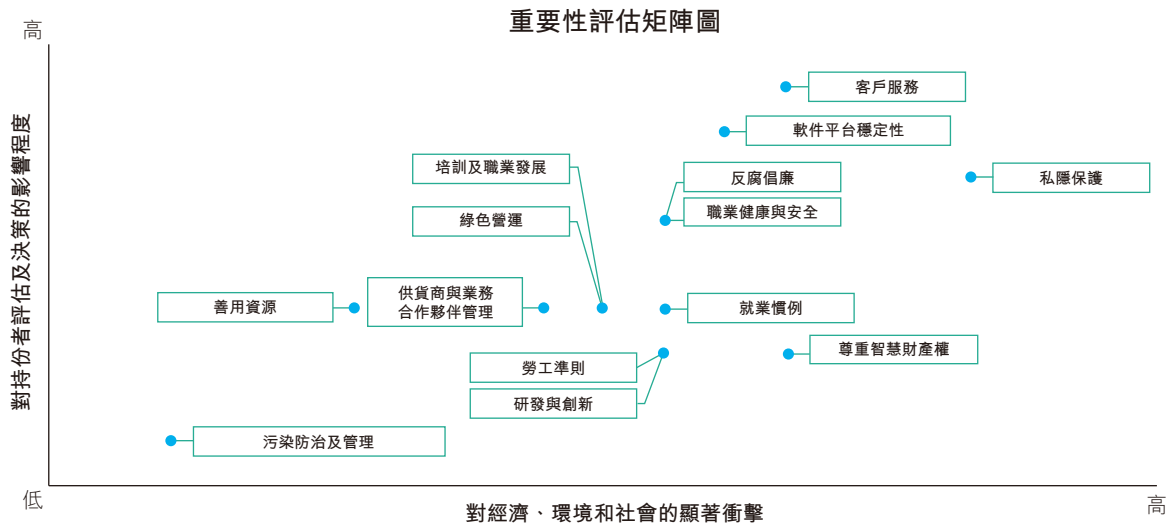 重要性評估矩陣圖
高
對持份者評估及決策的影響程度
客戶服務
軟件平台穩定性
培訓及職業發展
反腐倡廉
私隱保護
職業健康與安全
綠色營運
善用資源
供貨商與業務
合作夥伴管理
就業慣例
尊重智慧財產權
勞工準則
研發與創新
污染防治及管理
低
高
對經濟、環境和社會的顯著衝擊